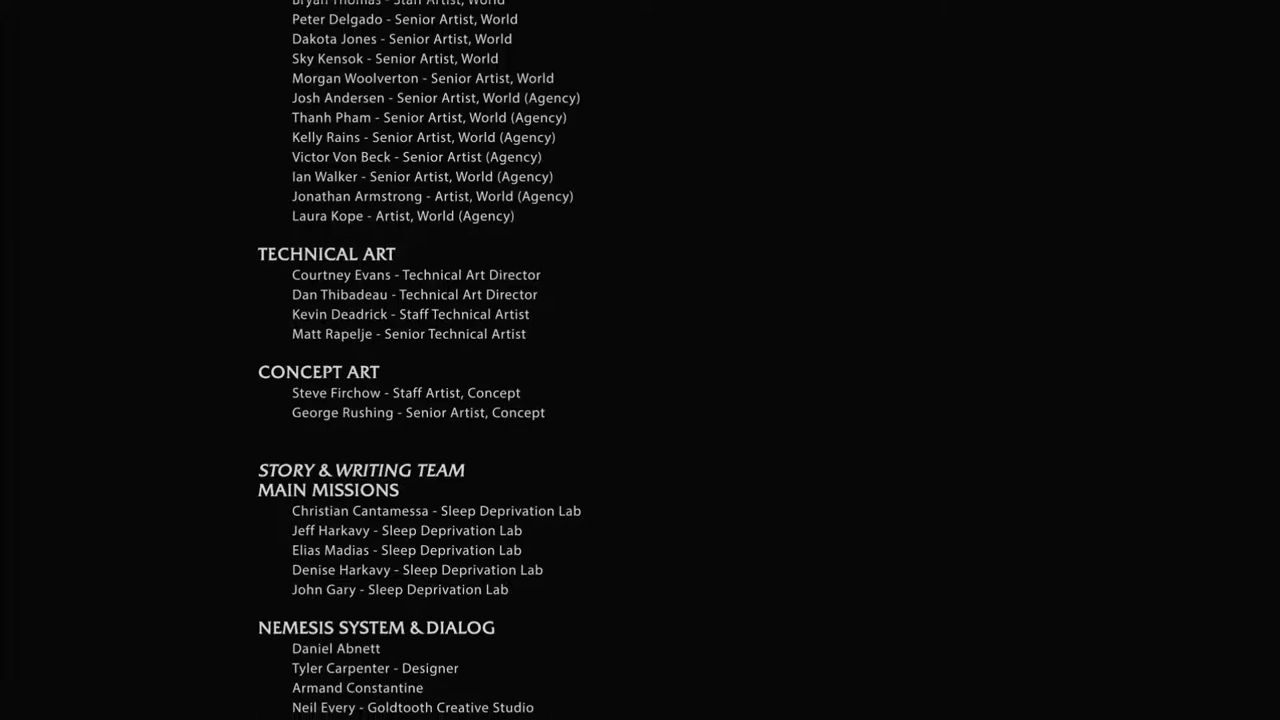 Bryan Thomas - Staff Artist, World
Peter Delgado - Senior Artist, World
Dakota Jones - Senior Artist, World
Sky Kensok - Senior Artist, World
Morgan Woolverton - Senior Artist, World
Josh Andersen - Senior Artist, World (Agency)
Thanh Pham - Senior Artist, World (Agency)
Kelly Rains - Senior Artist, World (Agency)
Victor Von Beck - Senior Artist (Agency)
Ian Walker - Senior Artist, World (Agency)
Jonathan Armstrong - Artist, World (Agency)
Laura Kope - Artist, World (Agency)
TECHNICAL ART
Courtney Evans - Technical Art Director
Dan Thibadeau - Technical Art Director
Kevin Deadrick - Staff Technical Artist
Matt Rapelje - Senior Technical Artist
CONCEPT ART
Steve Firchow - Staff Artist, Concept
George Rushing - Senior Artist, Concept
STORY & WRITING TEAM
MAIN MISSIONS
Christian Cantamessa - Sleep Deprivation Lab
Jeff Harkavy - Sleep Deprivation Lab
Elias Madias - Sleep Deprivation Lab
Denise Harkavy - Sleep Deprivation Lab
John Gary - Sleep Deprivation Lab
NEMESIS SYSTEM & DIALOG
Daniel Abnett
Tyler Carpenter - Designer
Armand Constantine
Neil Every - Goldtooth Creative Studio